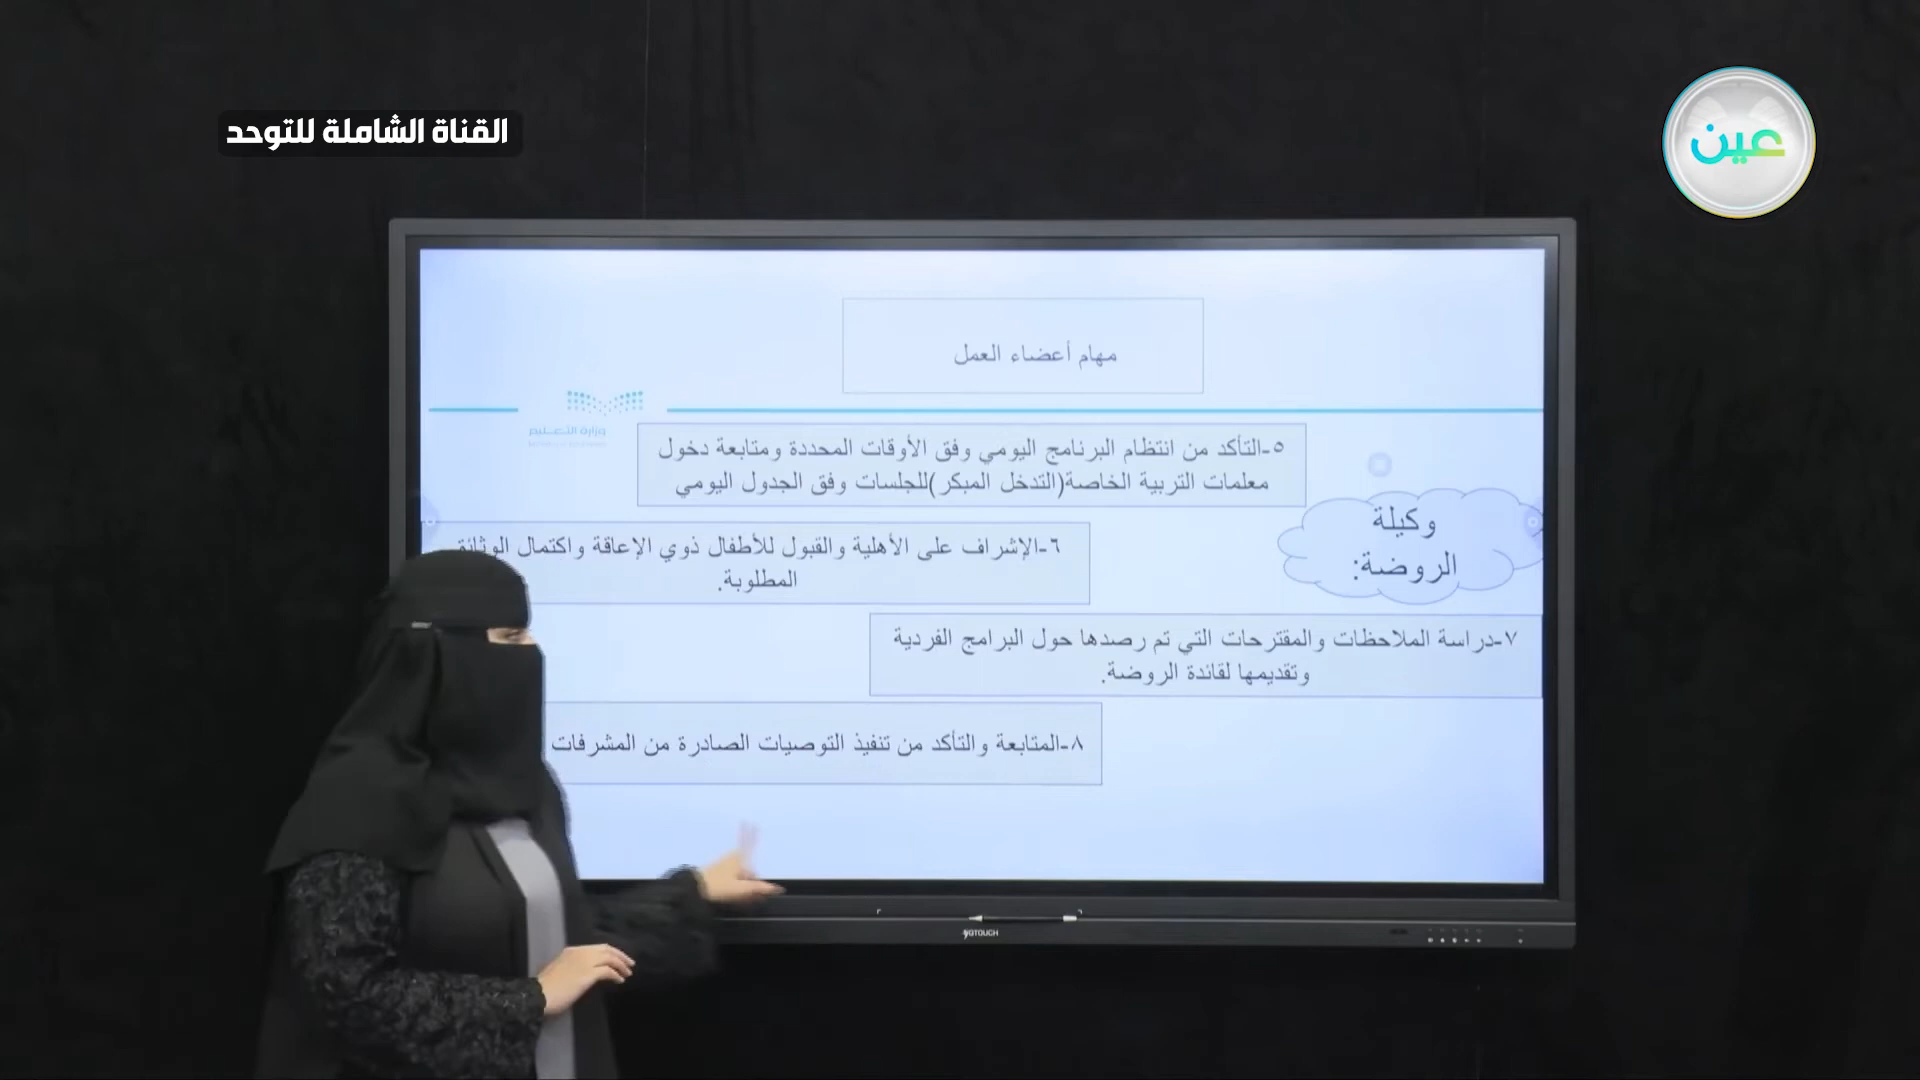 القناة الشاملة للتوحد
عين
مهام أعضاء العمل
وزارة التعليم
٥-التأكد من انتظام البرنامج اليومي وفق الأوقات المحددة ومتابعة دخول
معلمات التربية الخاصة(التدخل المبكر)للجلسات وفق الجدول اليومي
وكيلة
الروضة:
٦-الإشراف على الأهلية والقبول للأطفال ذوي الإعاقة واكتمال الوثائق
المطلوبة.
٧-دراسة الملاحظات والمقترحات التي تم رصدها حول البرامج الفردية
وتقديمها لقائدة الروضة.
٨-المتابعة والتأكد من تنفيذ التوصيات الصادرة من المشرفات